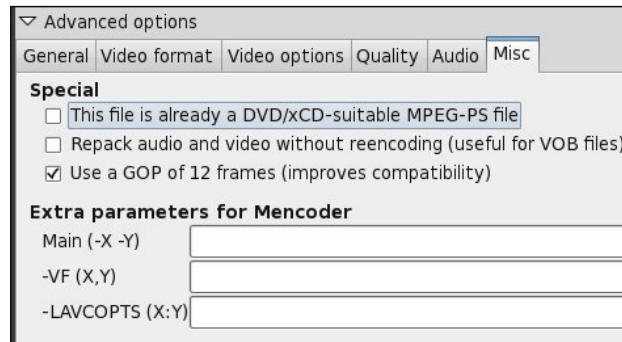 Advanced options
General Video format Video options Quality Audio Misc
Special
This file is already a DVD/xCD-suitable MPEG-PS file
Repack audio and video without reencoding (useful for VOB files)
Use a GOP of 12 frames (improves compatibility)
Extra parameters for Mencoder
Main (-X -Y)
-VF (X,Y)
-LAVCOPTS (X:Y)